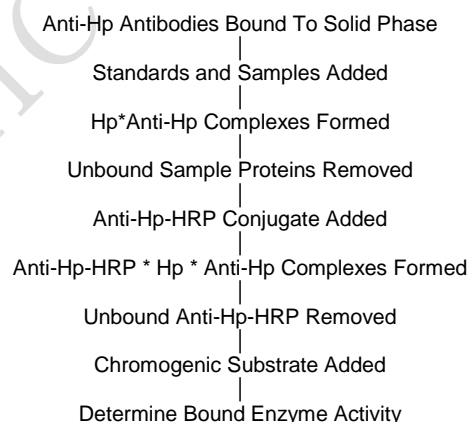 Anti-Hp Antibodies Bound To Solid Phase
Standards and Samples Added
Hp*Anti-Hp Complexes Formed
Unbound Sample Proteins Removed
Anti-Hp-HRP Conjugate Added
Anti-Hp-HRP * Hp * Anti-Hp Complexes Formed
Unbound Anti-Hp-HRP Removed
Chromogenic Substrate Added
Determine Bound Enzyme Activity